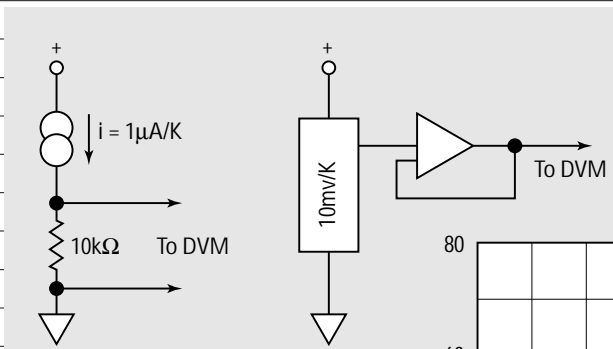 +
i = 1µA/K
10kΩ
To DVM
+
10mv/K
To DVM
80